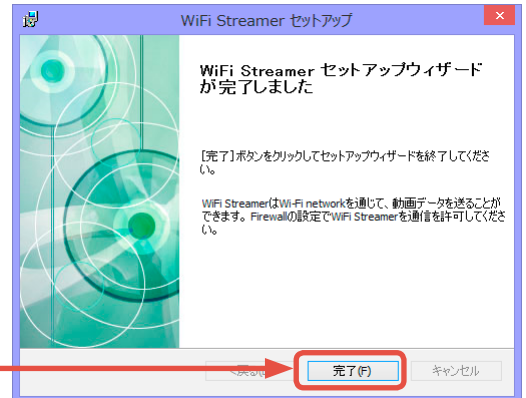 WiFi Streamer セットアップ
WiFi Streamer セットアップウィザード
が完了しました
[完了]ボタンをクリックしてセットアップウィザードを終了してくださ
い。
WiFi StreamerはWi-Fi networkを通じて、動画データを送ることが
できます。Firewallの設定でWiFi Streamerを通信を許可してくださ
い。
完了(F)
キャンセル